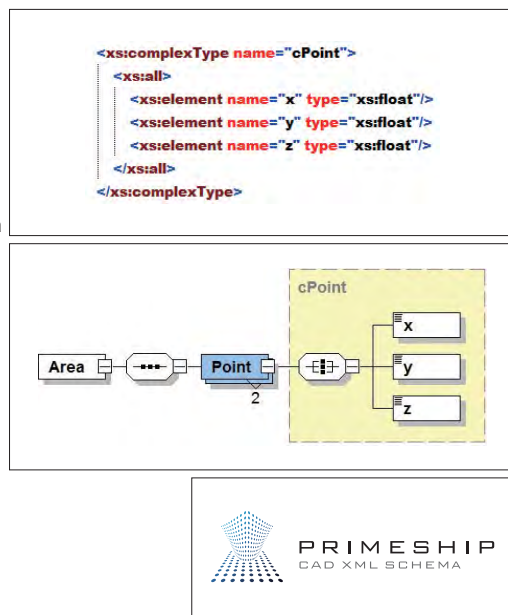 <xs:complexType name="cPoint">
<xs:all>
<xs:element name="x" type="xs:float"/>
<xs:element name="y" type="xs:float"/>
<xs:element name="z" type="xs:float"/>
</xs:all>
</xs:complexType>
cPoint
Area
Point
2
x
y
z
PRIMESHIP
CAD XML SCHEMA